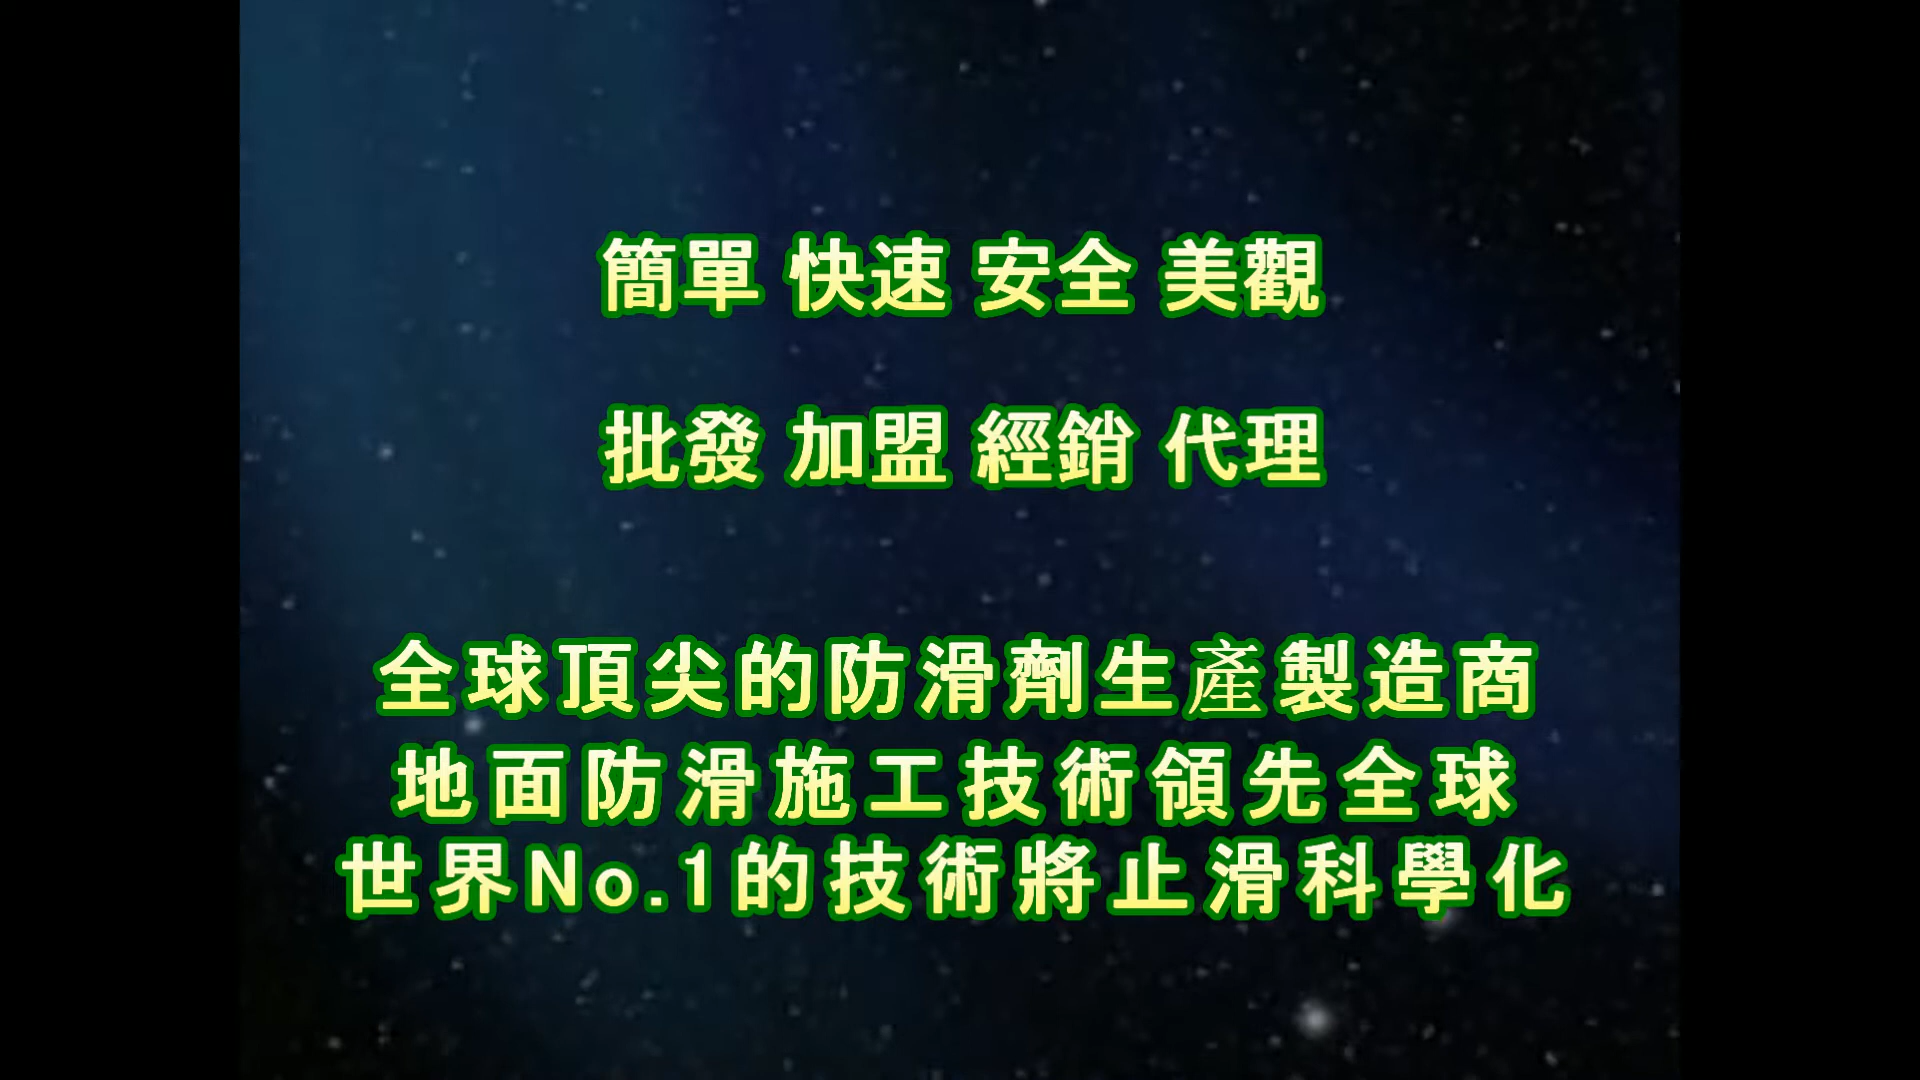 簡單 快速 安全 美觀
批發 加盟 經銷 代理
全球頂尖的防滑劑生產製造商
地面防滑施工技術領先全球
世界No.1的技術將止滑科學化